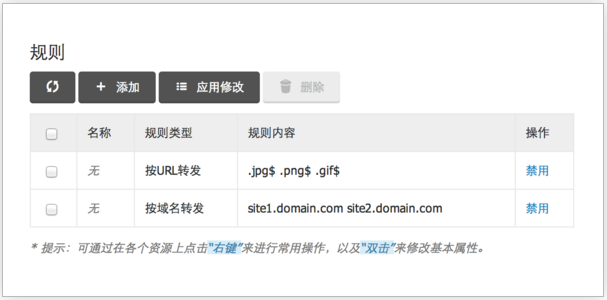 规则
添加 应用修改 删除
名称 规则类型 规则内容 操作
无 按URL转发 .jpg$ .png$ .gif$ 禁用
无 按域名转发 site1.domain.com site2.domain.com 禁用
* 提示：可通过在各个资源上点击“右键”来进行常用操作，以及“双击”来修改基本属性。